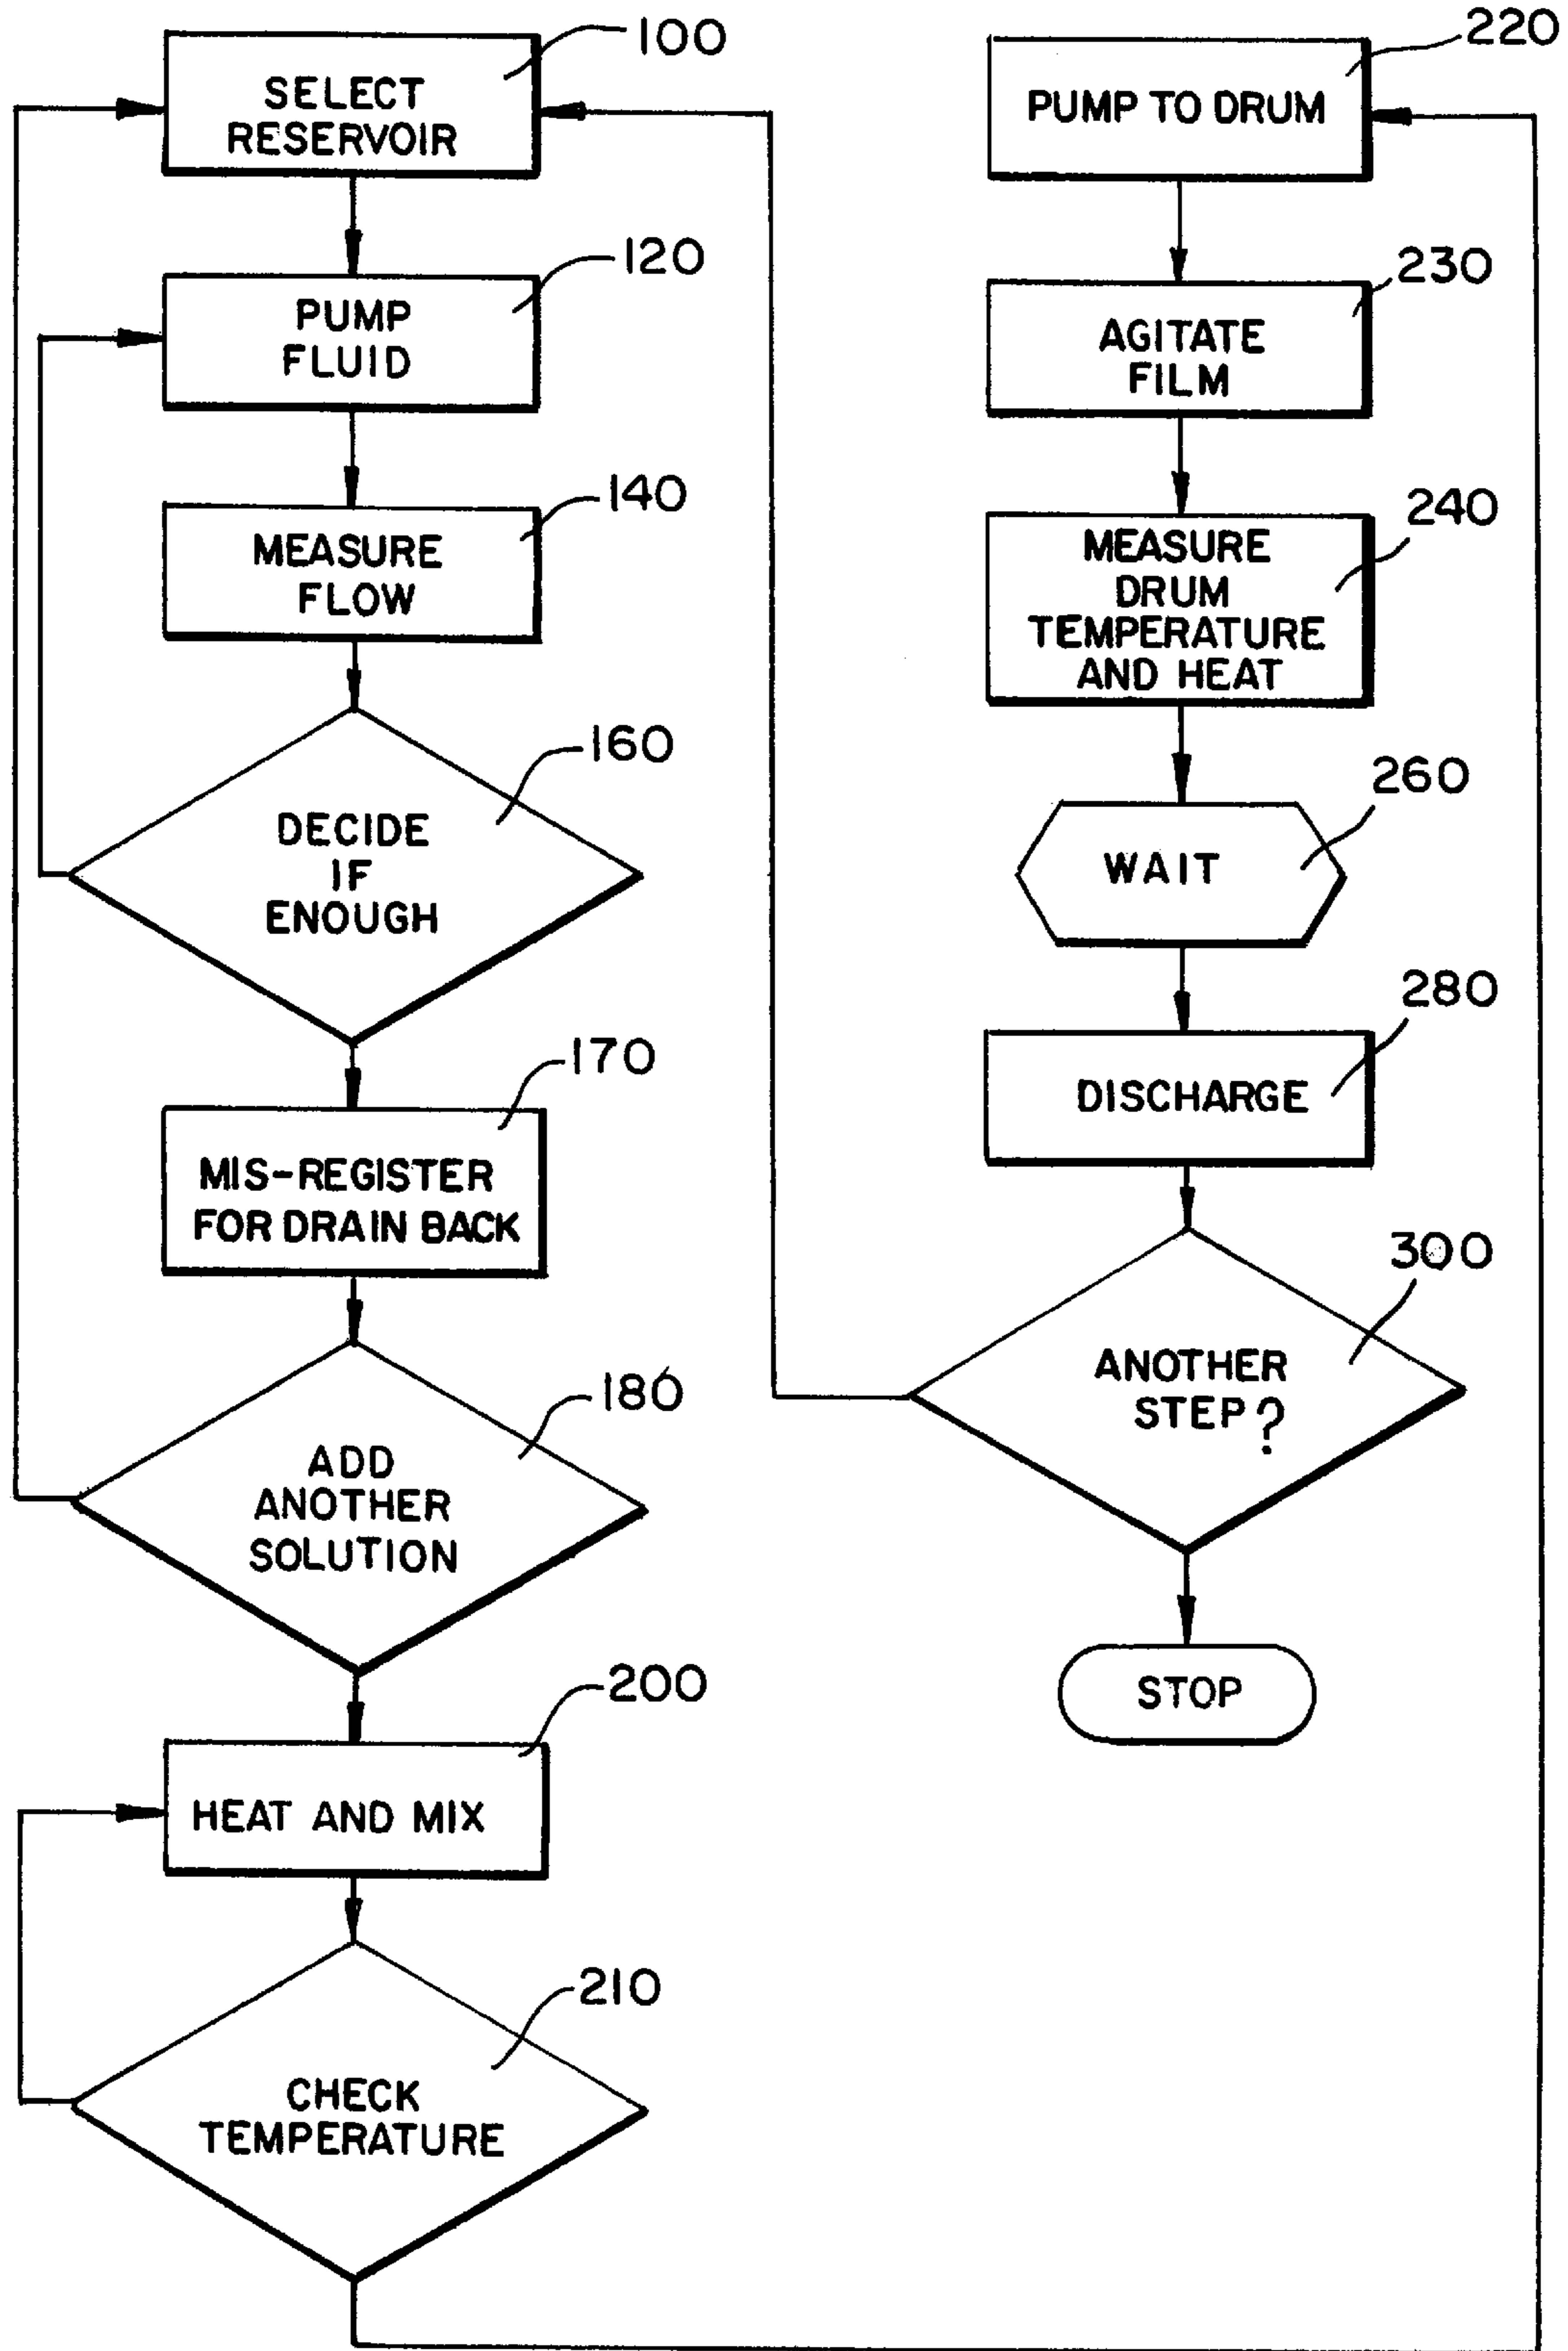 100
SELECT
RESERVOIR
120
PUMP
FLUID
140
MEASURE
FLOW
160
DECIDE
IF
ENOUGH
170
MIS-REGISTER
FOR DRAIN BACK
180
ADD
ANOTHER
SOLUTION
200
HEAT AND MIX
210
CHECK
TEMPERATURE
220
PUMP TO DRUM
230
AGITATE
FILM
240
MEASURE
DRUM
TEMPERATURE
AND HEAT
260
WAIT
280
DISCHARGE
300
ANOTHER
STEP?
STOP